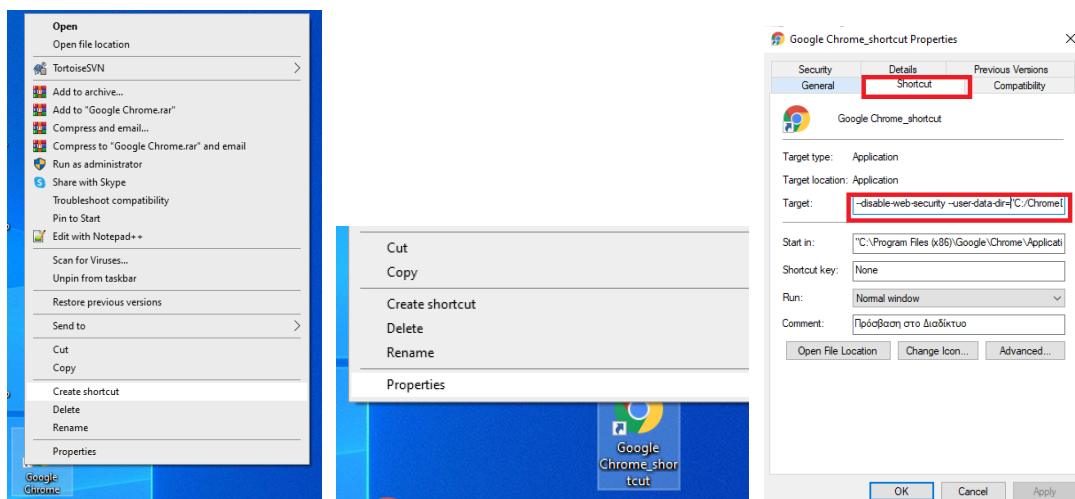 Open
Open file location
TortoiseSVN
Add to archive...
Add to "Google Chrome.rar"
Compress and email...
Compress to "Google Chrome.rar" and email
Run as administrator
Share with Skype
Troubleshoot compatibility
Pin to Start
Edit with Notepad++
Scan for Viruses...
Unpin from taskbar
Restore previous versions
Send to
Cut
Copy
Create shortcut
Delete
Rename
Properties
Google
Chrome
Cut
Copy
Create shortcut
Delete
Rename
Properties
Google
Chrome_shor
tcut
Google Chrome_shortcut Properties
Security Details Previous Versions
General Shortcut Compatibility
Google Chrome_shortcut
Target type: Application
Target location: Application
Target: --disable-web-security --user-data-dir="C:/Chrome
Start in: "C:\Program Files (x86)\Google\Chrome\Applicati
Shortcut key: None
Run: Normal window
Comment: Πρόσβαση στο Διαδίκτυο
Open File Location Change Icon... Advanced...
OK Cancel Apply